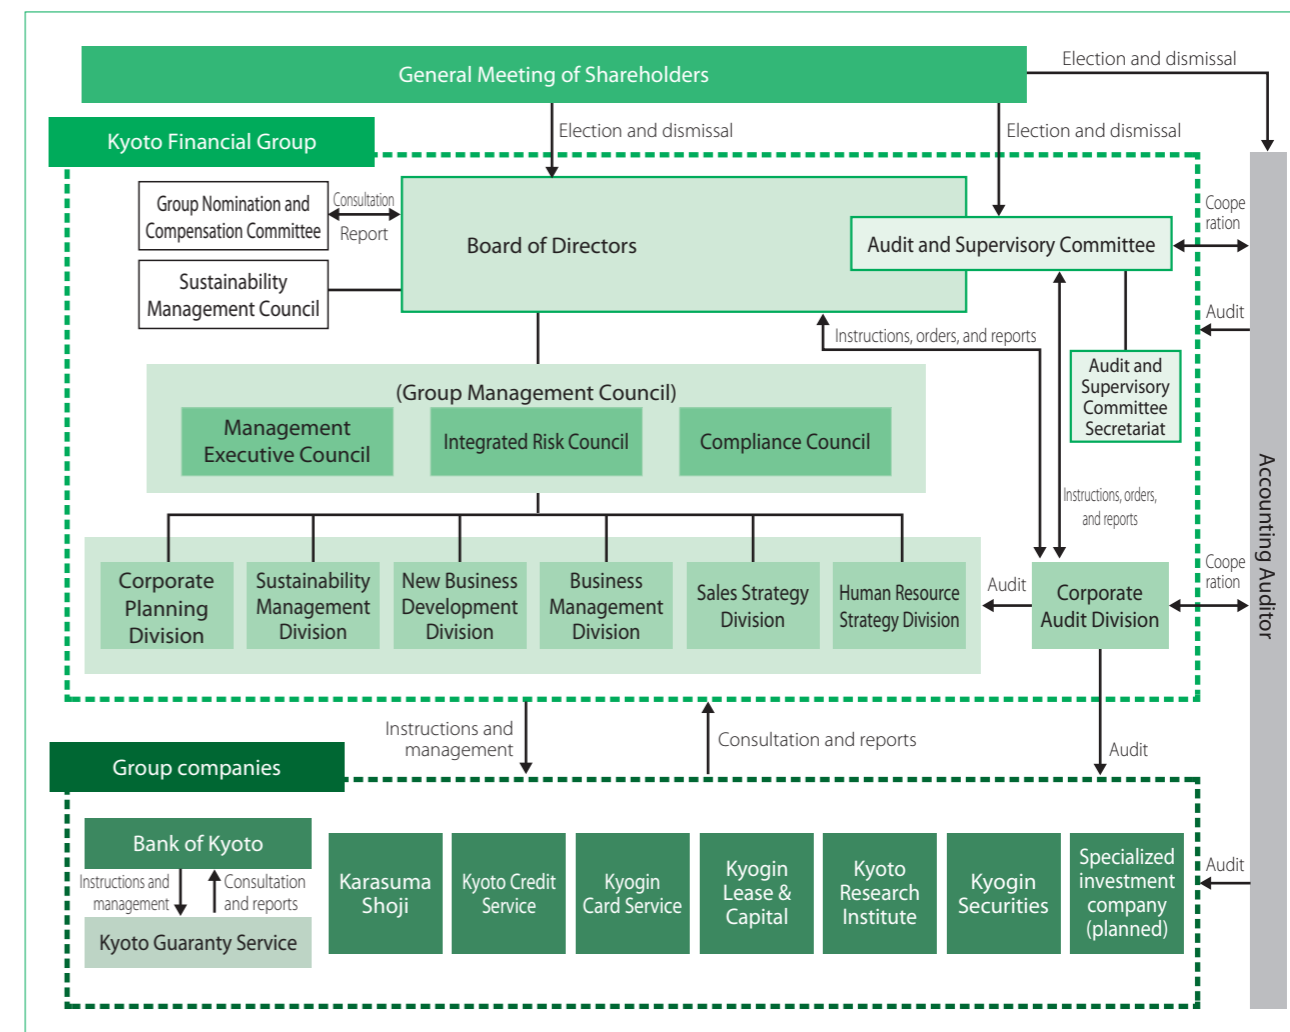 General Meeting of Shareholders
Election and dismissal
Kyoto Financial Group
Election and dismissal
Election and dismissal
Group Nomination and
Compensation Committee
Consultation
Report
Board of Directors
Audit and Supervisory Committee
Coope
ration
Sustainability
Management Council
Instructions, orders, and reports
Audit
Audit and
Supervisory
Committee
Secretariat
(Group Management Council)
Management
Executive Council
Integrated Risk Council
Compliance Council
Accounting Auditor
Instructions, orders,
and reports
Corporate
Planning
Division
Sustainability
Management
Division
New Business
Development
Division
Business
Management
Division
Sales Strategy
Division
Human Resource
Strategy Division
Audit
Corporate
Audit Division
Coope
ration
Instructions and
management
Consultation and reports
Audit
Group companies
Bank of Kyoto
Instructions and
management
Consultation
and reports
Kyoto Guaranty Service
Karasuma
Shoji
Kyoto Credit
Service
Kyogin
Card Service
Kyogin
Lease &
Capital
Kyoto
Research
Institute
Kyogin
Securities
Specialized
investment
company
(planned)
Audit